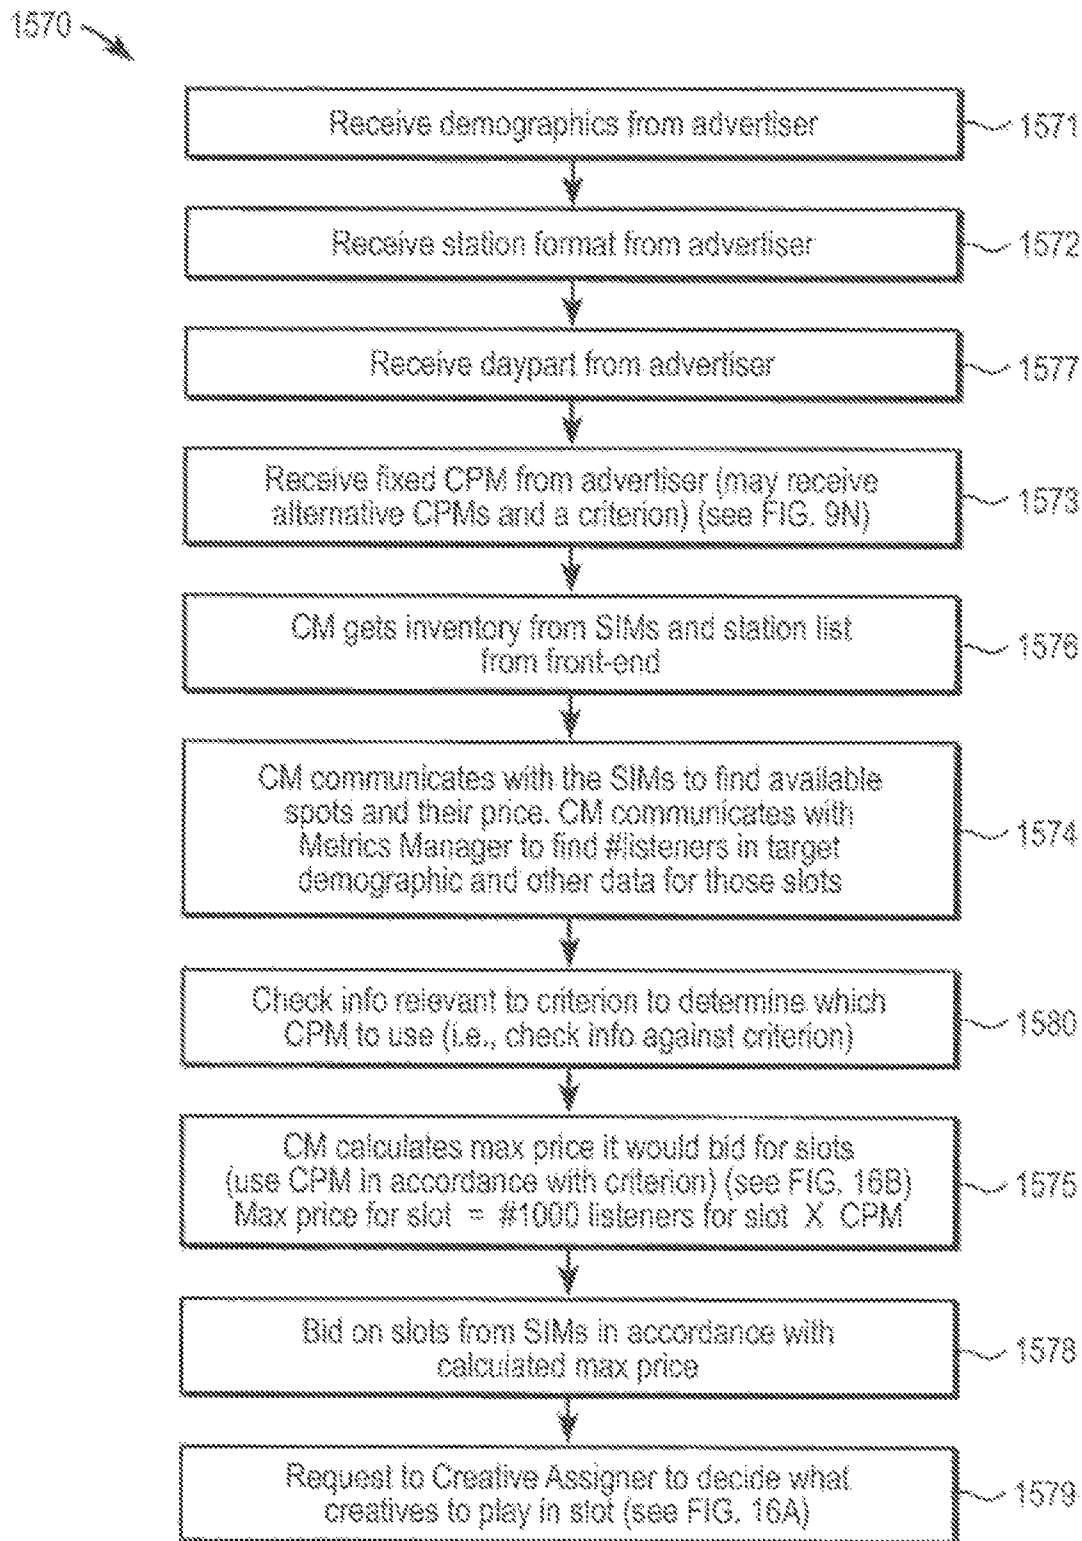 1570
Receive demographics from advertiser
1571
Receive station format from advertiser
1572
Receive daypart from advertiser
1577
Receive fixed CPM from advertiser (may receive
alternative CPMs and a criterion) (see FIG. 9N)
1573
CM gets inventory from SIMs and station list
from front-end
1576
CM communicates with the SIMs to find available
spots and their price. CM communicates with
Metrics Manager to find #listeners in target
demographic and other data for those slots
1574
Check info relevant to criterion to determine which
CPM to use (i.e., check info against criterion)
1580
CM calculates max price it would bid for slots
(use CPM in accordance with criterion) (see FIG. 16B)
Max price for slot = #1000 listeners for slot X CPM
1575
Bid on slots from SIMs in accordance with
calculated max price
1578
Request to Creative Assigner to decide what
creatives to play in slot (see FIG. 16A)
1579